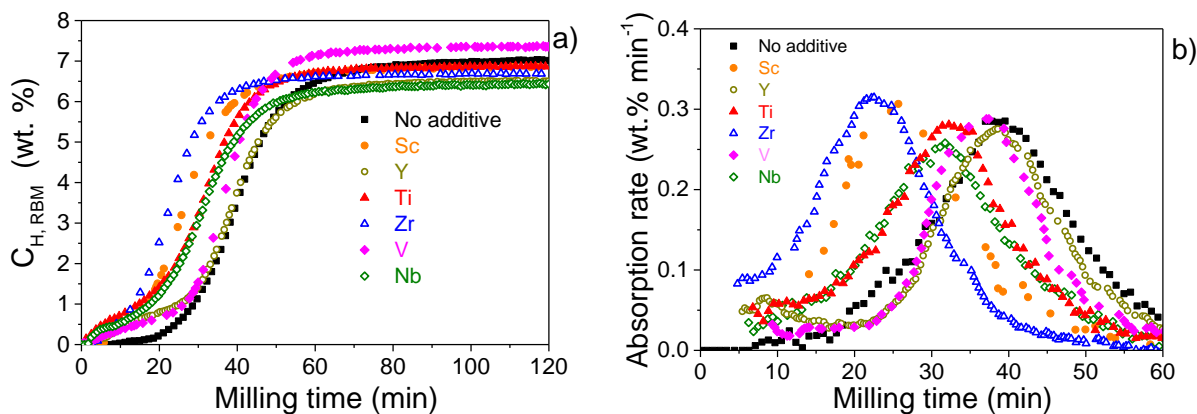 a)
C_H, RBM (wt. %)
8
7
6
5
4
3
2
1
0
No additive
Sc
Y
Ti
Zr
V
Nb
0 20 40 60 80 100 120
Milling time (min)
b)
Absorption rate (wt.% min⁻¹)
0.4
0.3
0.2
0.1
0.0
No additive
Sc
Y
Ti
Zr
V
Nb
0 10 20 30 40 50 60
Milling time (min)